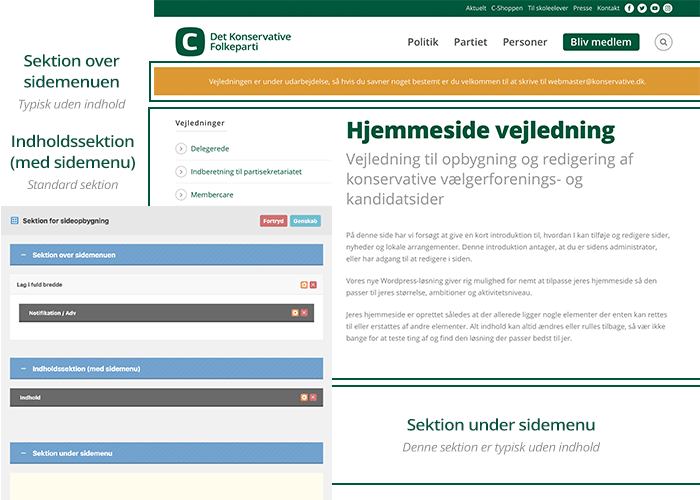 Aktuelt C-Shoppen Til skoleelever Presse Kontakt
C Det Konservative
Folkeparti
Politik Partiet Personer Bliv medlem
Sektion over
sidemenuen
Typisk uden indhold
Vejledningen er under udarbejdelse, så hvis du savner noget bestemt er du velkommen til at skrive til webmaster@konservative.dk.
Indholdssektion
(med sidemenu)
Standard sektion
Vejledninger
Delegerede
Indberetning til partisekretariatet
Membercare
Hjemmeside vejledning
Vejledning til opbygning og redigering af
konservative vælgerforenings- og
kandidatsider
På denne side har vi forsøgt at give en kort introduktion til, hvordan I kan tilføje og redigere sider,
nyheder og lokale arrangementer. Denne introduktion antager, at du er sidens administrator,
eller har adgang til at redigere i siden.
Vores nye Wordpress-løsning giver rig mulighed for nemt at tilpasse jeres hjemmeside så den
passer til jeres størrelse, ambitioner og aktivitetsniveau.
Jeres hjemmeside er oprettet således at der allerede ligger nogle elementer der enten kan rettes
til eller erstattes af andre elementer. Alt indhold kan altid ændres eller rulles tilbage, så vær ikke
bange for at teste ting af og find den løsning der passer bedst til jer.
Sektion for sideopbygning Fortryd Genskab
Sektion over sidemenuen
Lag i fuld bredde
Notifikation / Adv
Indholdssektion (med sidemenu)
Indhold
Sektion under sidemenu
Sektion under sidemenu
Denne sektion er typisk uden indhold